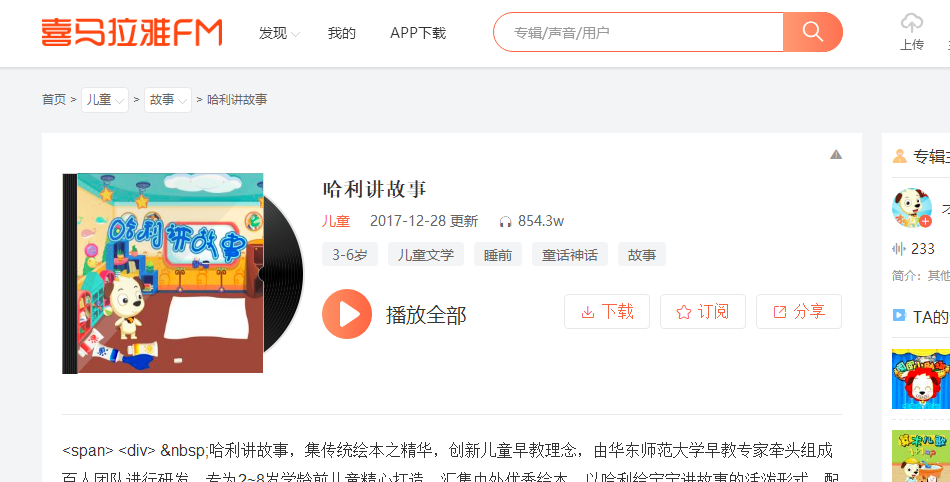 喜马拉雅FM 发现 我的 APP下载 专辑/声音/用户 上传
首页 > 儿童 > 故事 > 哈利讲故事
哈利讲故事
哈利讲故事
儿童 2017-12-28 更新 854.3w
3-6岁 儿童文学 睡前 童话神话 故事
播放全部 下载 订阅 分享
<span> <div> &nbsp;哈利讲故事，集传统绘本之精华，创新儿童早教理念，由华东师范大学早教专家牵头组成
百人团队进行研发，专为2~8岁学龄前儿童精心打造，汇集中外优秀绘本，以哈利给宝宝讲故事的活泼形式，配
专辑主
233
简介：其他
TA的